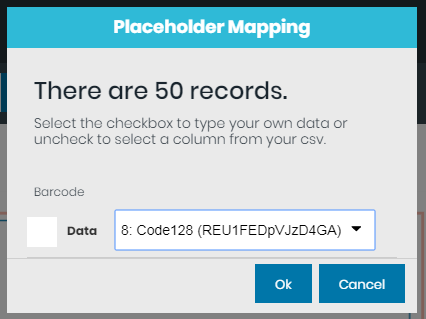 Placeholder Mapping
There are 50 records.
Select the checkbox to type your own data or
uncheck to select a column from your csv.
Barcode
Data
8: Code128 (REU1FEDpVJzD4GA)
Ok
Cancel